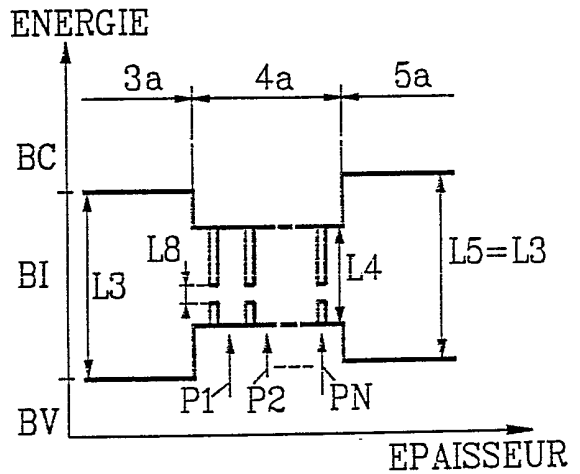 ENERGIE
3a 4a 5a
BC
L8
BI L3 L4 L5=L3
P1 P2 PN
BV
EPAISSEUR